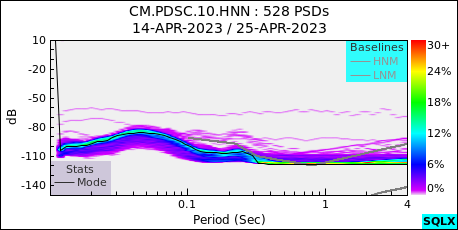 CM.PDSC.10.HNN : 528 PSDs
14-APR-2023 / 25-APR-2023
10
-20
-50
-80
-110
-140
dB
Baselines
HNM
LNM
Stats
Mode
30+
24%
18%
12%
6%
0%
0.1
1
4
Period (Sec)
SQLX